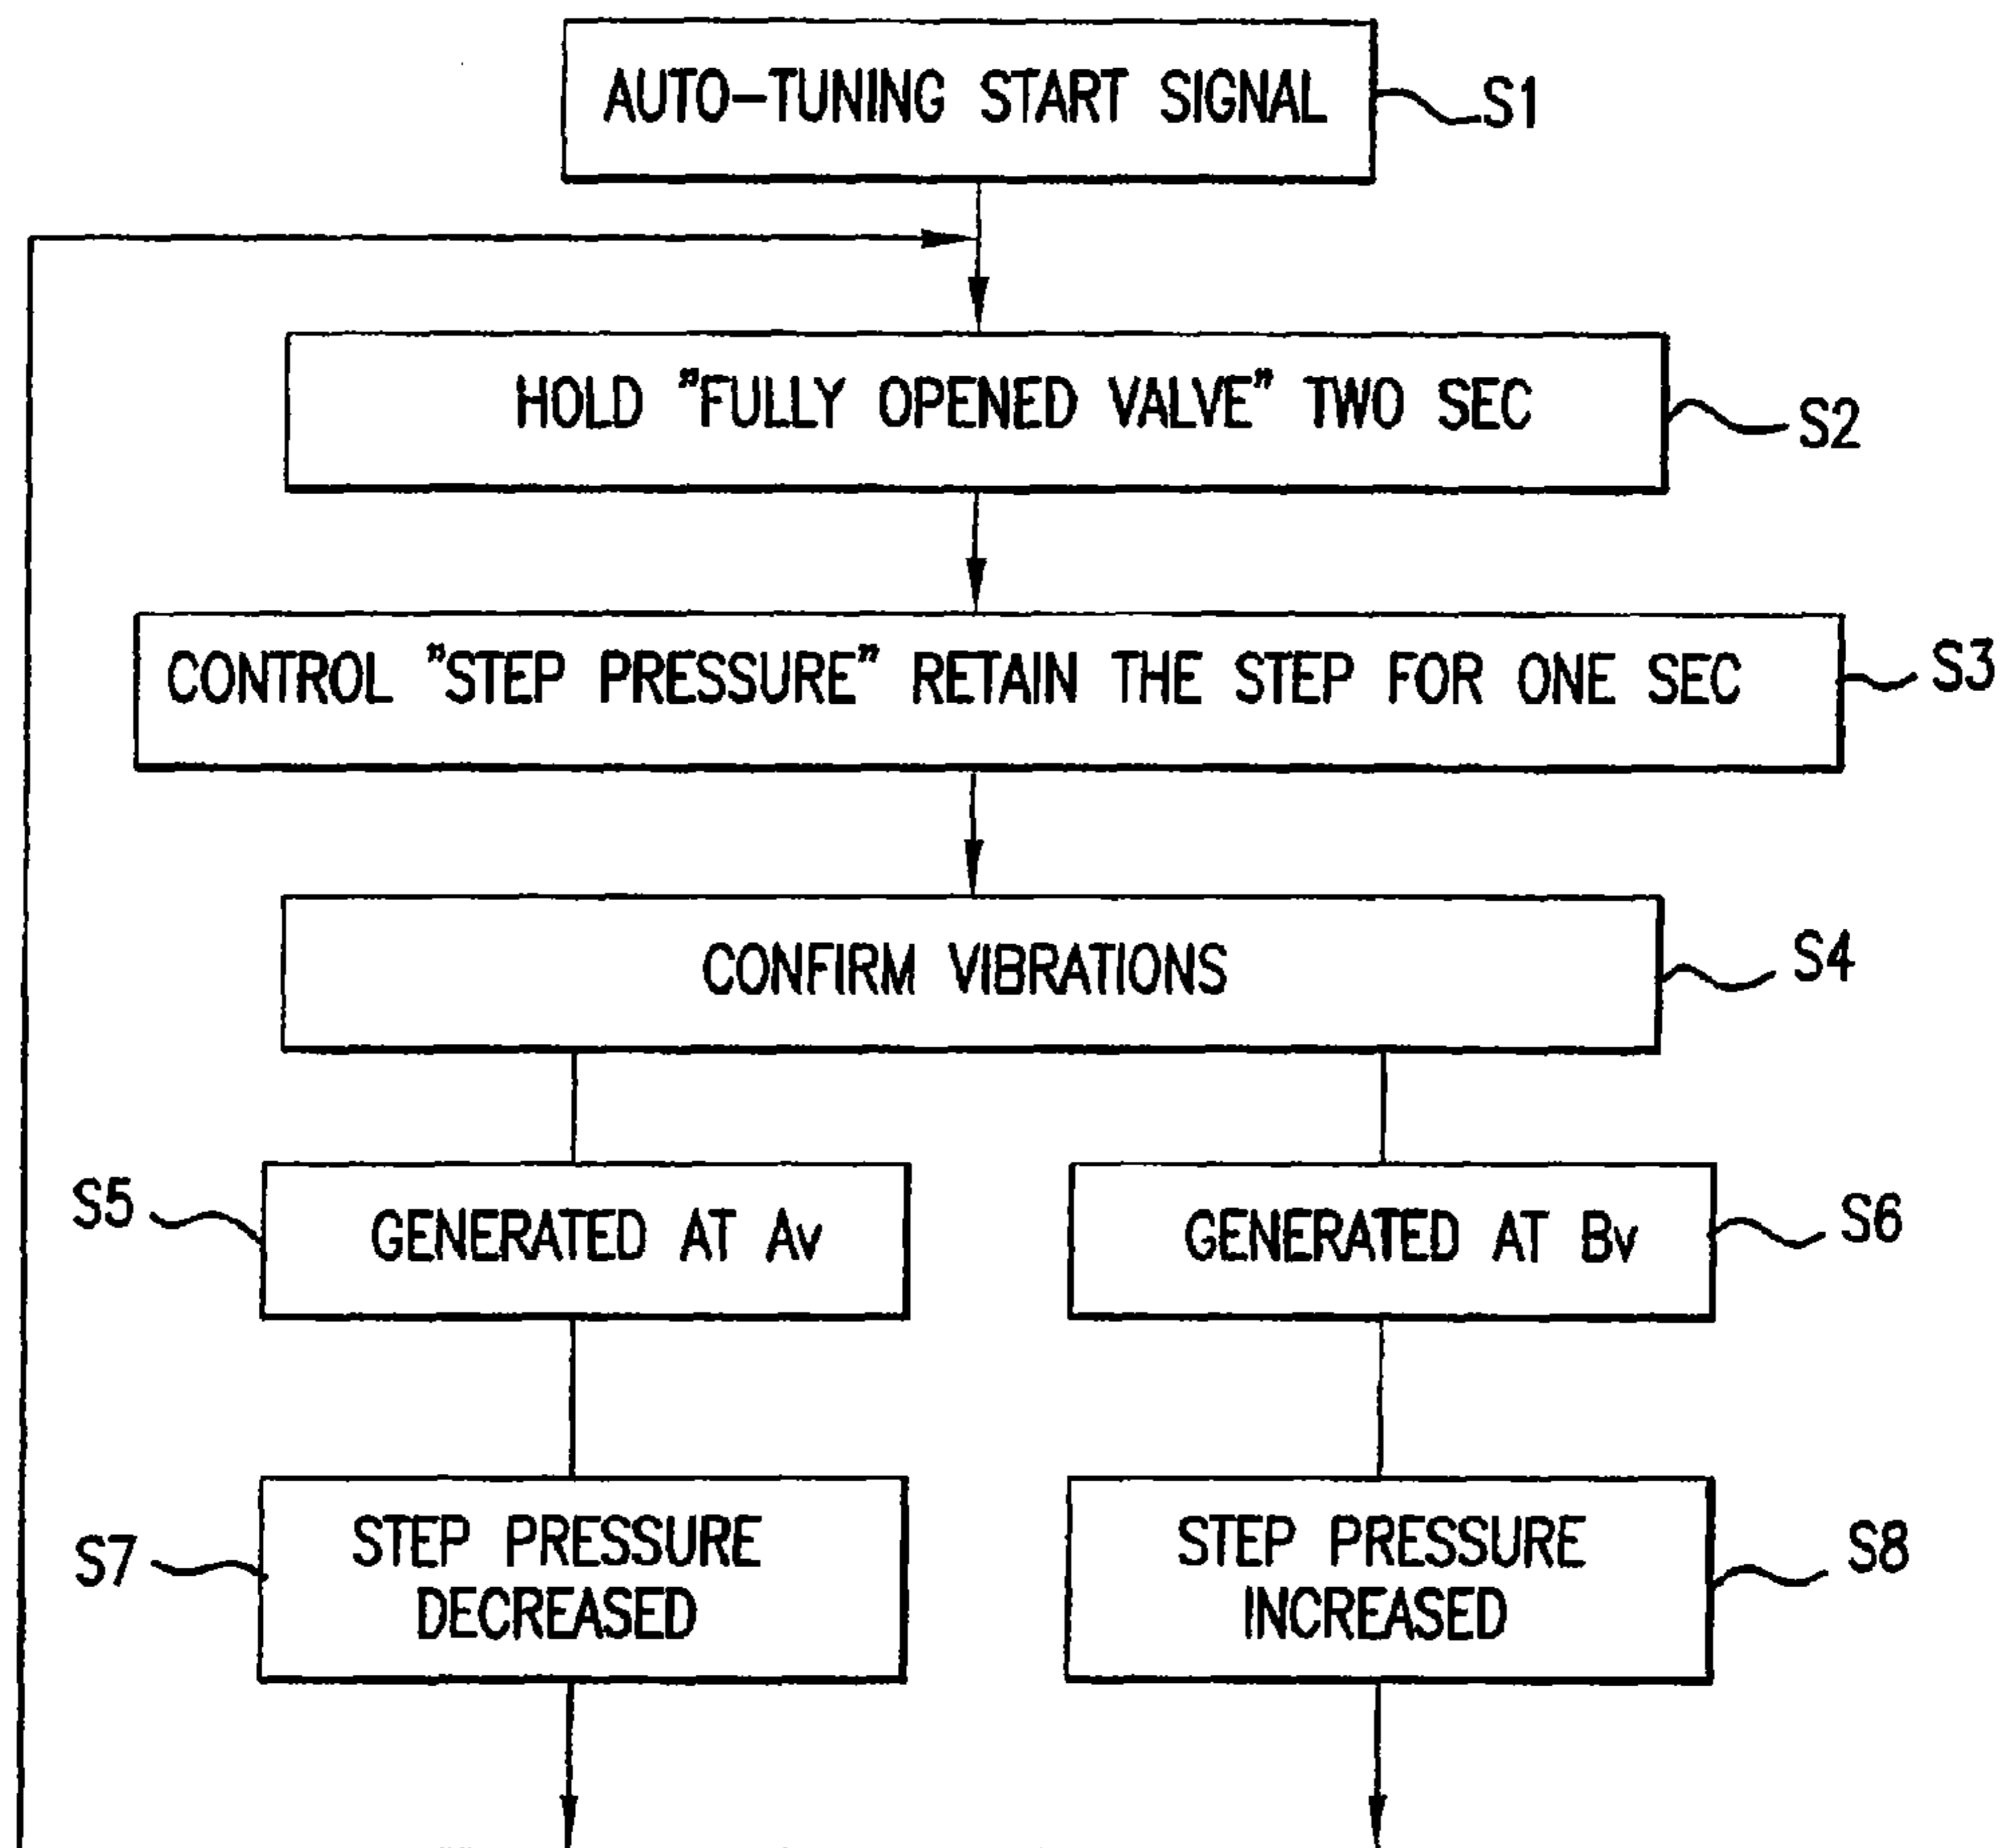 AUTO-TUNING START SIGNAL
S1
HOLD "FULLY OPENED VALVE" TWO SEC
S2
CONTROL "STEP PRESSURE" RETAIN THE STEP FOR ONE SEC
S3
CONFIRM VIBRATIONS
S4
S5
GENERATED AT Av
GENERATED AT Bv
S6
S7
STEP PRESSURE
DECREASED
STEP PRESSURE
INCREASED
S8